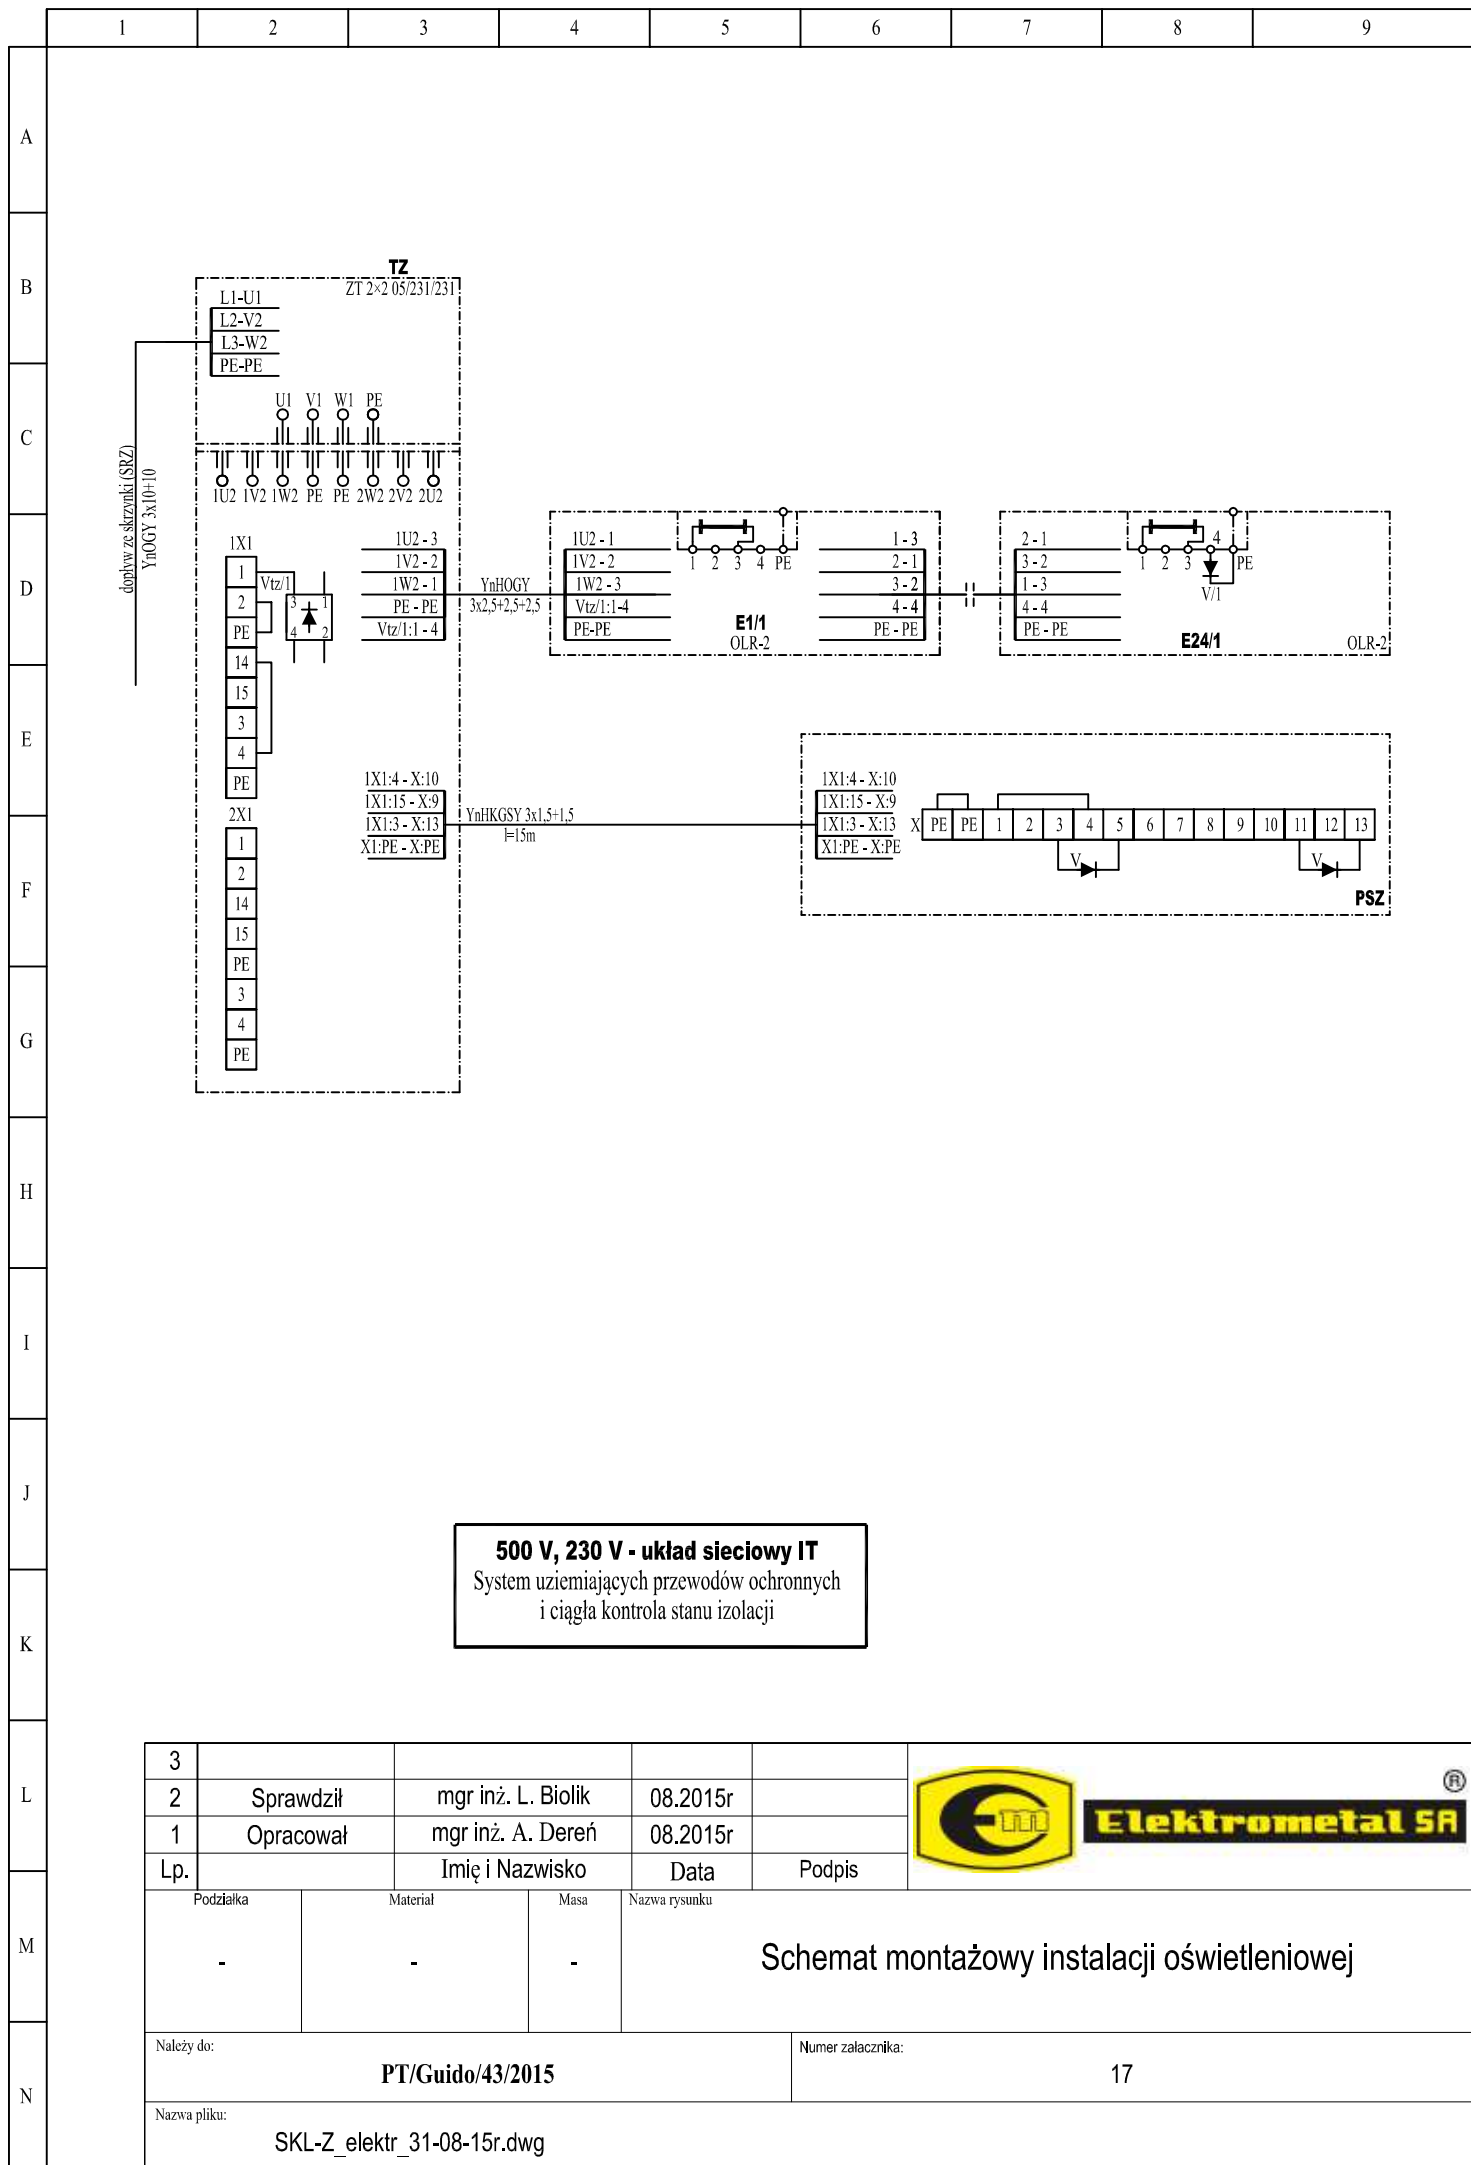 1 2 3 4 5 6 7 8 9
A
B
C
D
E
F
G
H
I
J
K
L
M
N
TZ
ZT 2×2 05/231/231
L1-U1
L2-V2
L3-W2
PE-PE
U1 V1 W1 PE
1U2 1V2 1W2 PE PE 2W2 2V2 2U2
dopływ ze skrzynki (SRZ)
YnOGY 3x10+10
1X1
1
2
PE
14
15
3
4
PE
Vtz/1
3 1
4 2
2X1
1
2
14
15
PE
3
4
PE
1U2 - 3
1V2 - 2
1W2 - 1
PE - PE
Vtz/1:1 - 4
YnHOGY
3x2,5+2,5+2,5
1U2 - 1
1V2 - 2
1W2 - 3
Vtz/1:1-4
PE-PE
1 2 3 4 PE
E1/1
OLR-2
1 - 3
2 - 1
3 - 2
4 - 4
PE - PE
2 - 1
3 - 2
1 - 3
4 - 4
PE - PE
1 2 3 4 PE
V/1
E24/1
OLR-2
1X1:4 - X:10
1X1:15 - X:9
1X1:3 - X:13
X1:PE - X:PE
YnHKGSY 3x1,5+1,5
l=15m
1X1:4 - X:10
1X1:15 - X:9
1X1:3 - X:13
X1:PE - X:PE
X PE PE 1 2 3 4 5 6 7 8 9 10 11 12 13
V V
PSZ
500 V, 230 V - układ sieciowy IT
System uziemiających przewodów ochronnych
i ciągła kontrola stanu izolacji
3
2 Sprawdził mgr inż. L. Biolik 08.2015r
1 Opracował mgr inż. A. Dereń 08.2015r
Lp. Imię i Nazwisko Data Podpis
Em Elektrometal SA ®
Podziałka Materiał Masa Nazwa rysunku
- - - Schemat montażowy instalacji oświetleniowej
Należy do: Numer załacznika:
PT/Guido/43/2015 17
Nazwa pliku:
SKL-Z_elektr_31-08-15r.dwg